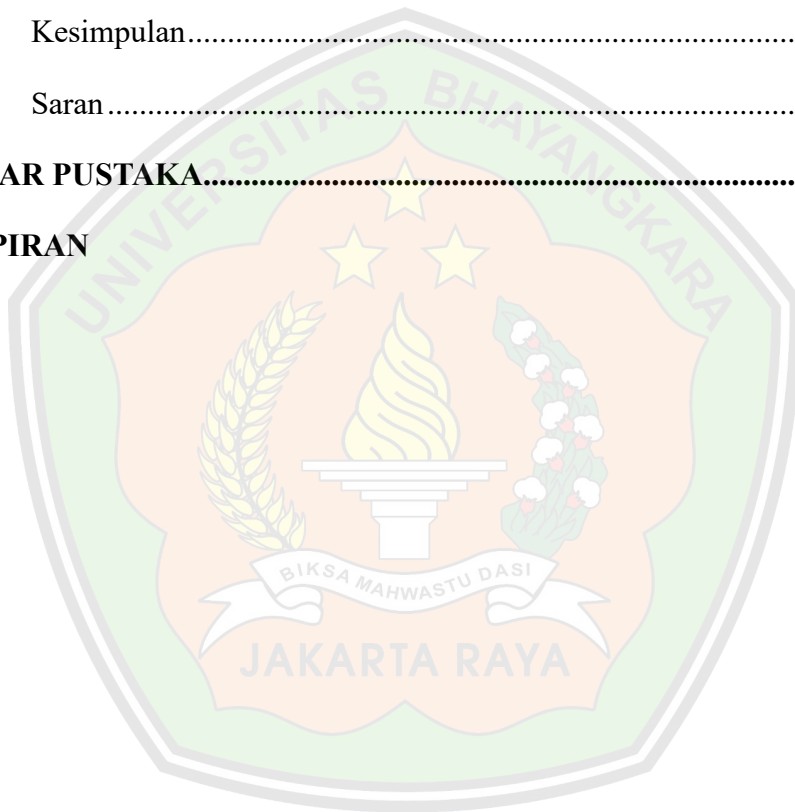 Kesimpulan................................................................................
Saran................................................................................
AR PUSTAKA................................................................................
PIRAN
UNIVERSITAS BHAYANGKARA
BIKSA MAHWASTU DASI
JAKARTA RAYA